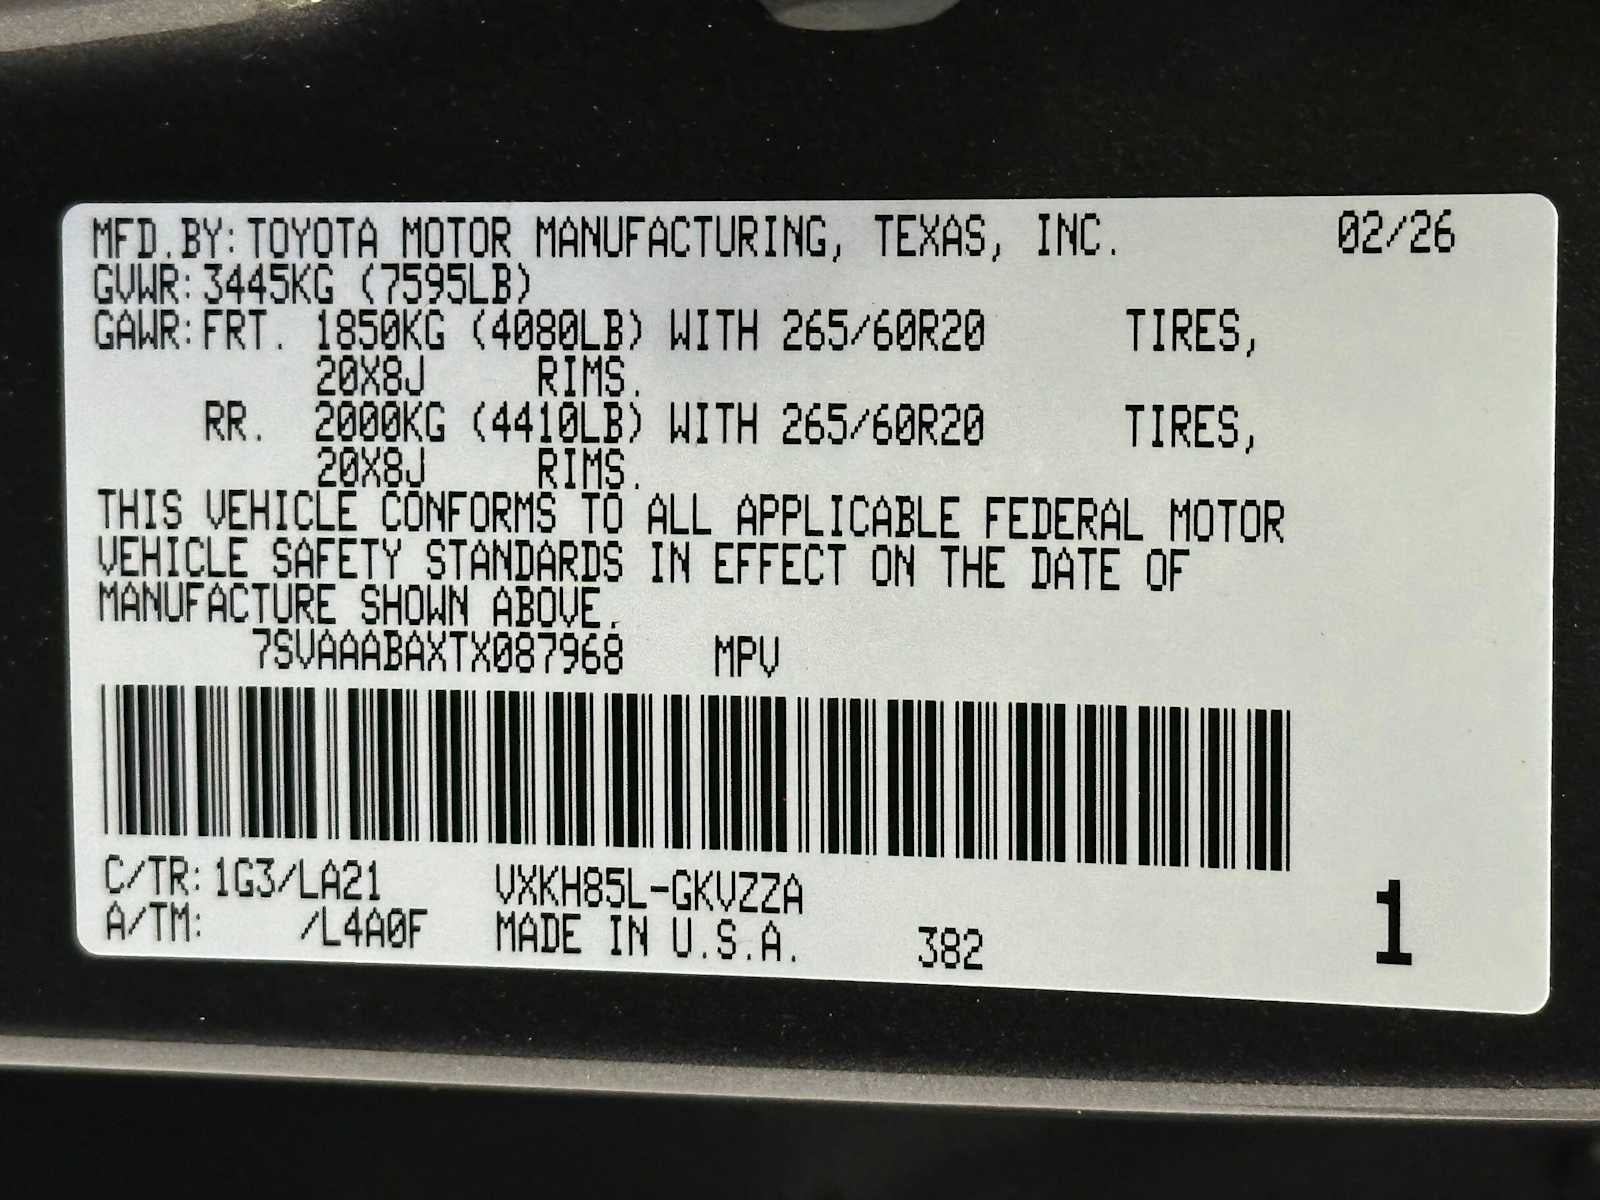 MFD.BY: TOYOTA MOTOR MANUFACTURING, TEXAS, INC. 02/26
GVWR: 3445KG (7595LB)
GAWR: FRT. 1850KG (4080LB) WITH 265/60R20 TIRES,
20X8J RIMS.
RR. 2000KG (4410LB) WITH 265/60R20 TIRES,
20X8J RIMS.
THIS VEHICLE CONFORMS TO ALL APPLICABLE FEDERAL MOTOR
VEHICLE SAFETY STANDARDS IN EFFECT ON THE DATE OF
MANUFACTURE SHOWN ABOVE.
7SVAAABAXTX087968 MPV
C/TR: 1G3/LA21 VXKH85L-GKVZZA
A/TM: /L4A0F MADE IN U.S.A. 382 1